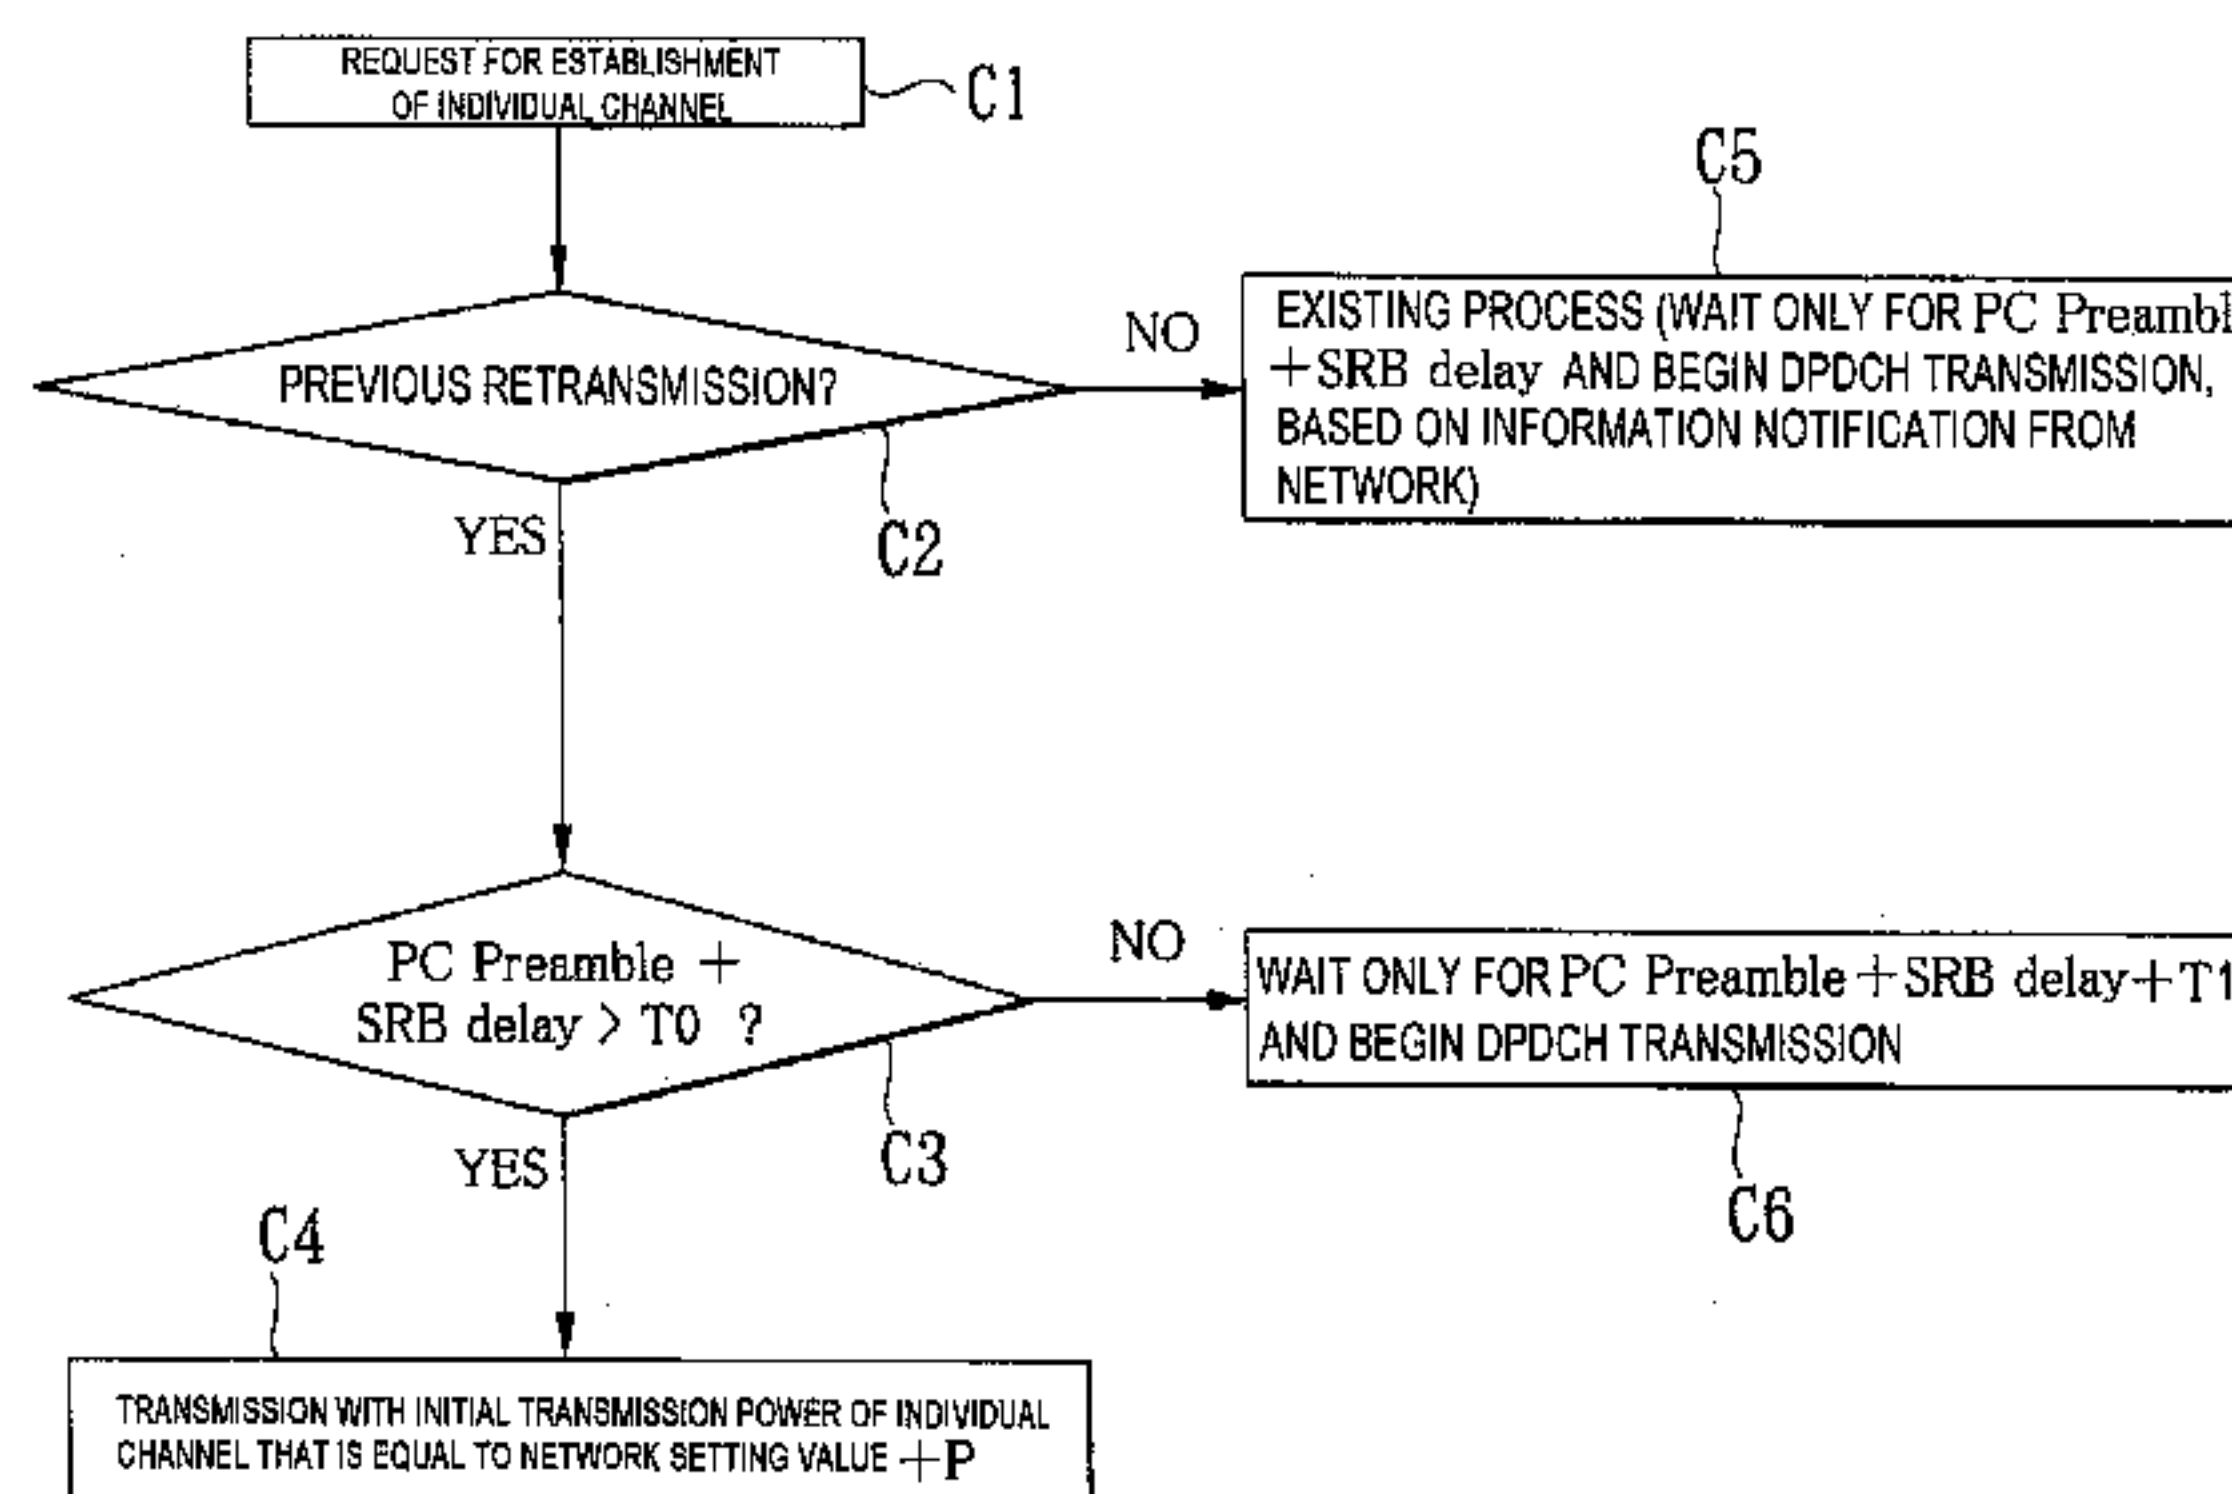 REQUEST FOR ESTABLISHMENT
OF INDIVIDUAL CHANNEL
C1
C5
PREVIOUS RETRANSMISSION?
NO
EXISTING PROCESS (WAIT ONLY FOR PC Preambl
+SRB delay AND BEGIN DPDCH TRANSMISSION,
BASED ON INFORMATION NOTIFICATION FROM
NETWORK)
YES
C2
PC Preamble +
SRB delay > T0 ?
NO
WAIT ONLY FOR PC Preamble+SRB delay+T1
AND BEGIN DPDCH TRANSMISSION
YES
C3
C6
C4
TRANSMISSION WITH INITIAL TRANSMISSION POWER OF INDIVIDUAL
CHANNEL THAT IS EQUAL TO NETWORK SETTING VALUE +P